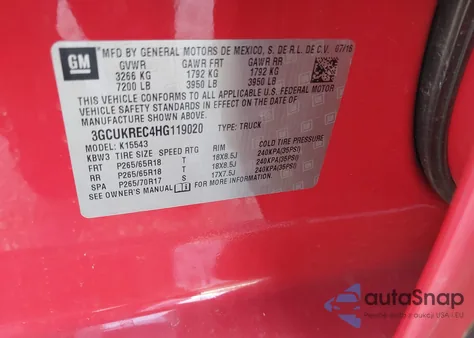 GM
MFD BY GENERAL MOTORS DE MEXICO, S. DE R.L. DE C.V. 07/16
GVWR GAWR FRT GAWR RR
3266 KG 1792 KG 1792 KG
7200 LB 3950 LB 3950 LB
THIS VEHICLE CONFORMS TO ALL APPLICABLE U.S. FEDERAL MOTOR
VEHICLE SAFETY STANDARDS IN EFFECT ON THE DATE OF
MANUFACTURE SHOWN ABOVE.
3GCUKREC4HG119020 TYPE: TRUCK
MODEL: K15543
KBW3 TIRE SIZE SPEED RTG RIM COLD TIRE PRESSURE
FRT P265/65R18 T 18X8.5J 240KPA(35PSI)
RR P265/65R18 T 18X8.5J 240KPA(35PSI)
SPA P265/70R17 S 17X7.5J 240KPA(35PSI)
SEE OWNER'S MANUAL
autoSnap
USA i EU